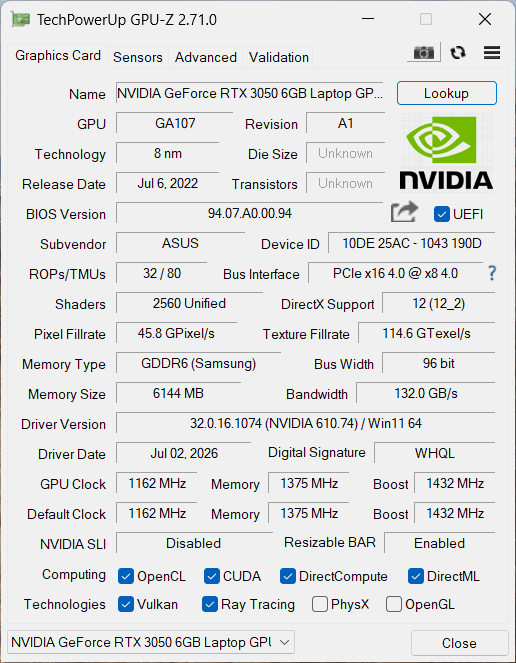 TechPowerUp GPU-Z 2.71.0
Graphics Card Sensors Advanced Validation
Name NVIDIA GeForce RTX 3050 6GB Laptop GP... Lookup
GPU GA107 Revision A1
Technology 8 nm Die Size Unknown
Release Date Jul 6, 2022 Transistors Unknown
NVIDIA
BIOS Version 94.07.A0.00.94 UEFI
Subvendor ASUS Device ID 10DE 25AC - 1043 190D
ROPs/TMUs 32 / 80 Bus Interface PCIe x16 4.0 @ x8 4.0 ?
Shaders 2560 Unified DirectX Support 12 (12_2)
Pixel Fillrate 45.8 GPixel/s Texture Fillrate 114.6 GTexel/s
Memory Type GDDR6 (Samsung) Bus Width 96 bit
Memory Size 6144 MB Bandwidth 132.0 GB/s
Driver Version 32.0.16.1074 (NVIDIA 610.74) / Win11 64
Driver Date Jul 02, 2026 Digital Signature WHQL
GPU Clock 1162 MHz Memory 1375 MHz Boost 1432 MHz
Default Clock 1162 MHz Memory 1375 MHz Boost 1432 MHz
NVIDIA SLI Disabled Resizable BAR Enabled
Computing OpenCL CUDA DirectCompute DirectML
Technologies Vulkan Ray Tracing PhysX OpenGL
NVIDIA GeForce RTX 3050 6GB Laptop GPU Close